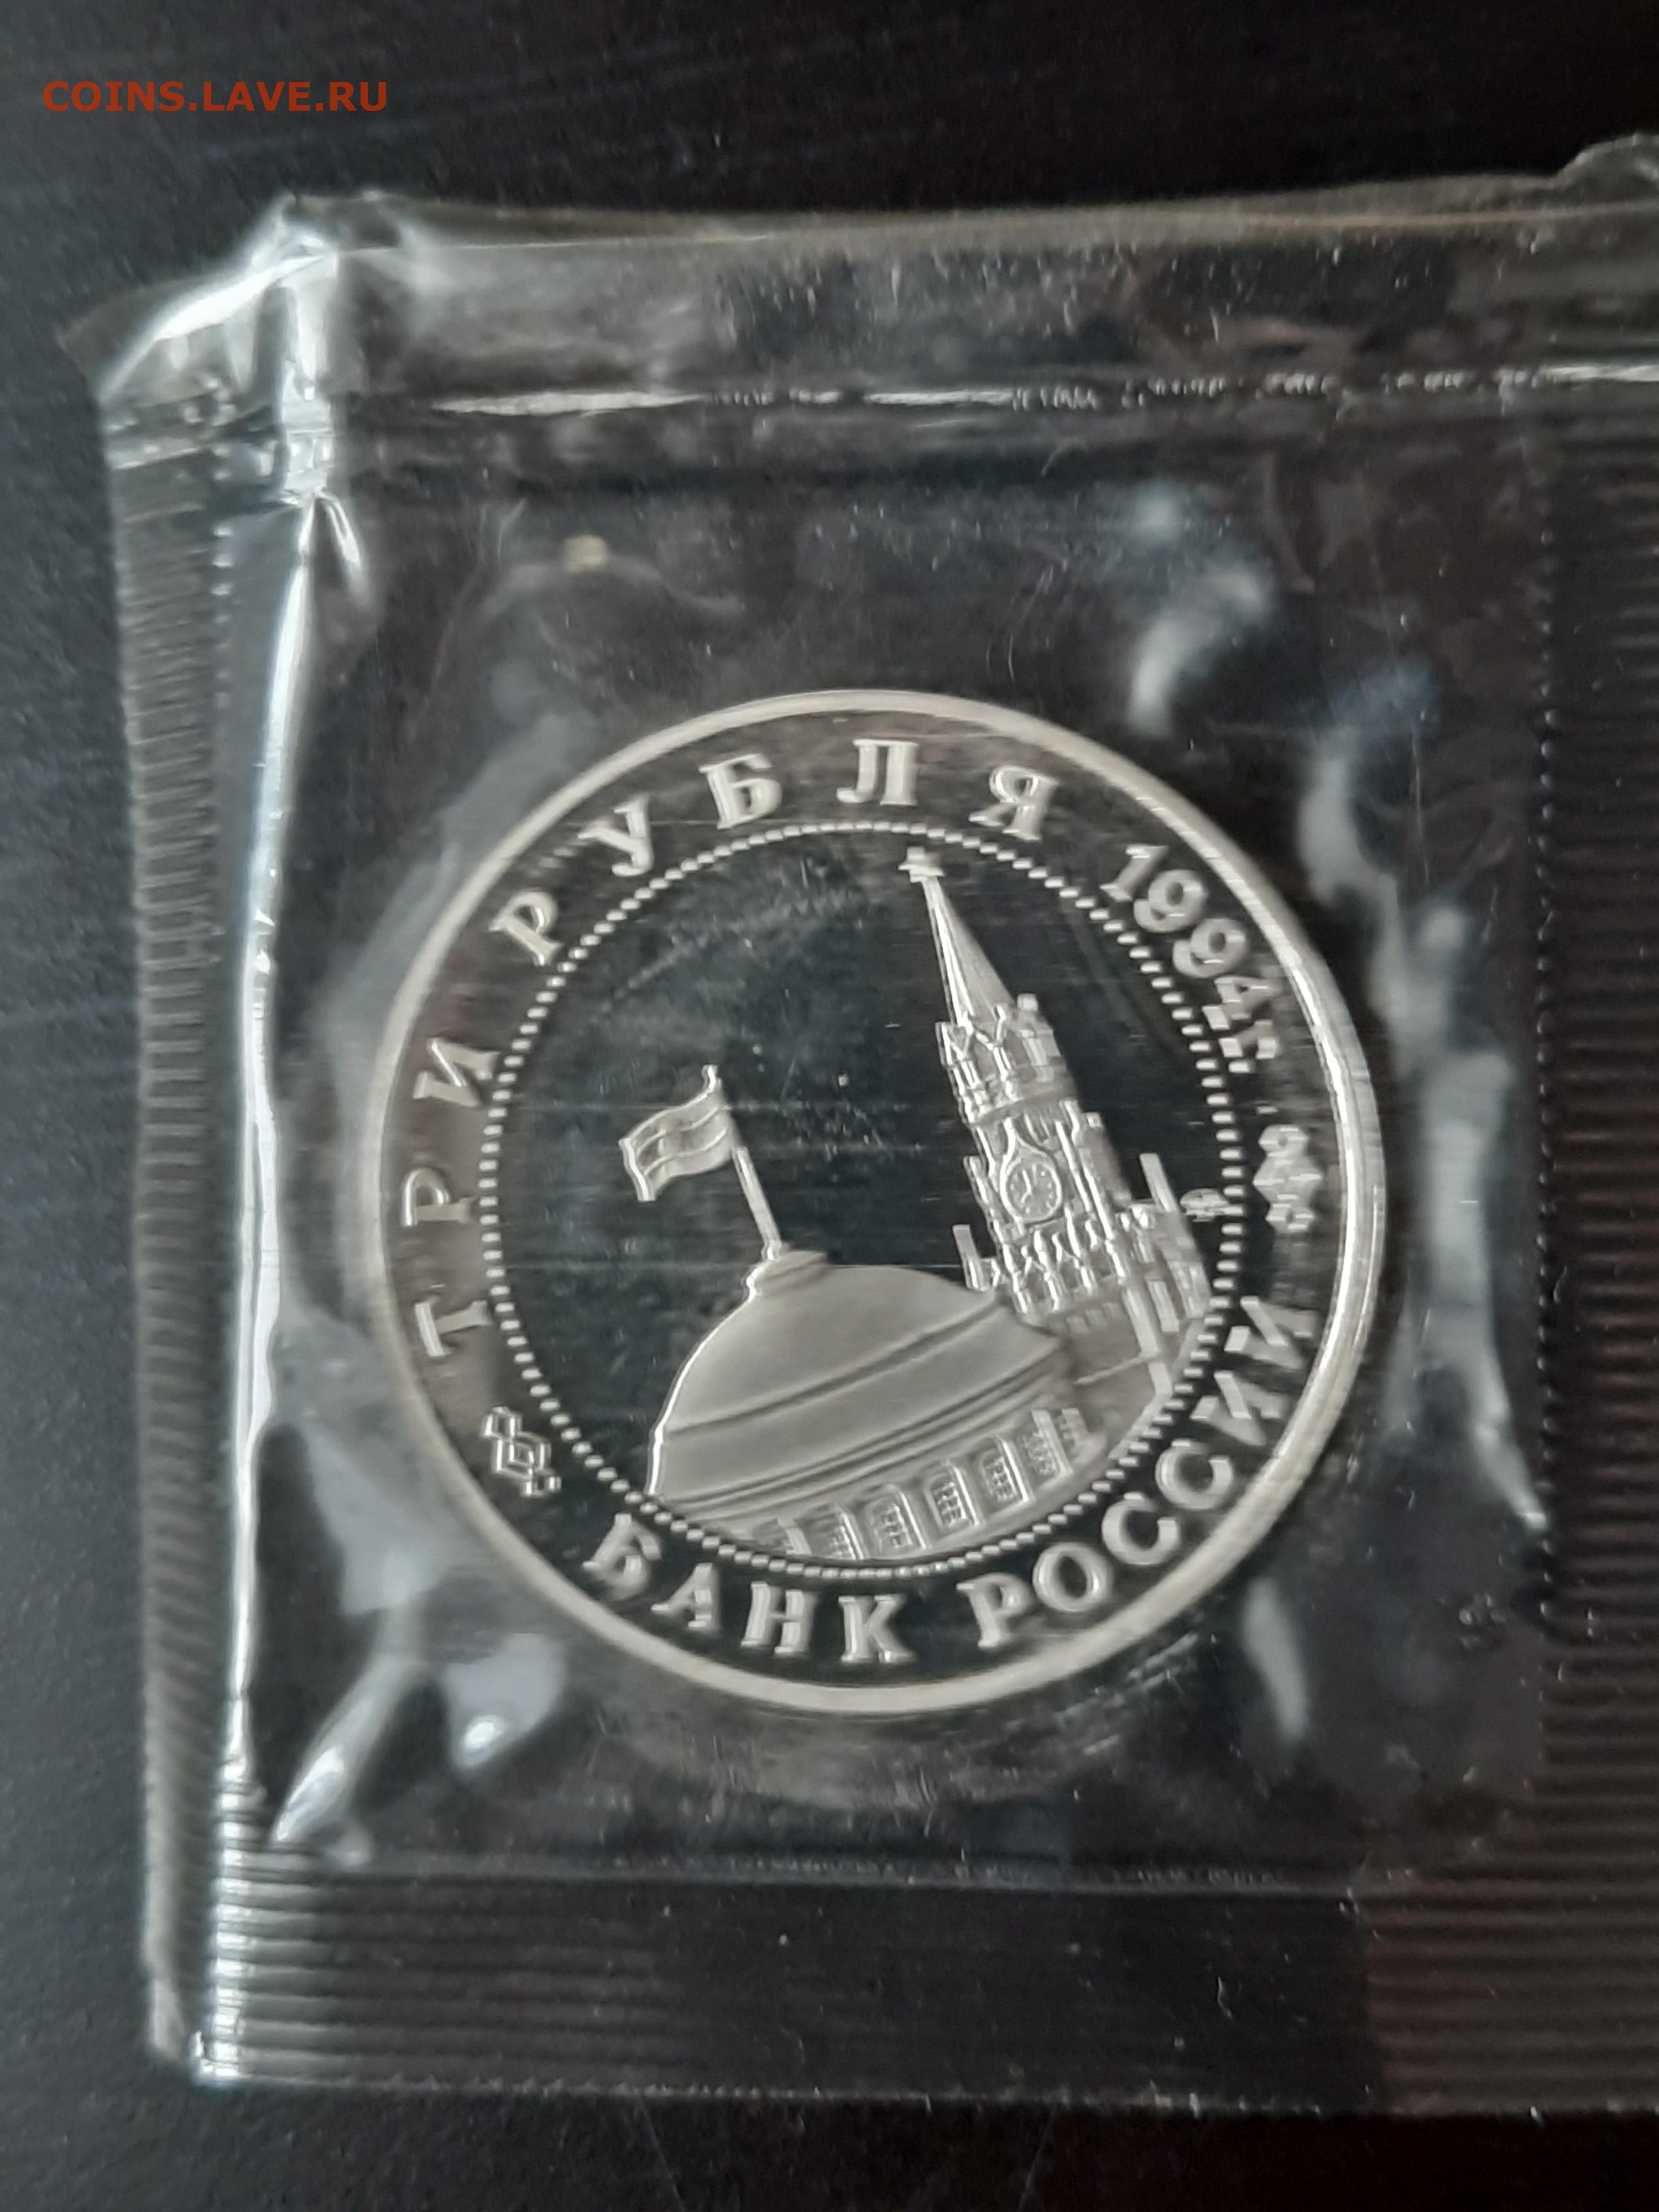 COINS.LAVE.RU
ТРИ РУБЛЯ 1994г.
БАНК РОССИИ